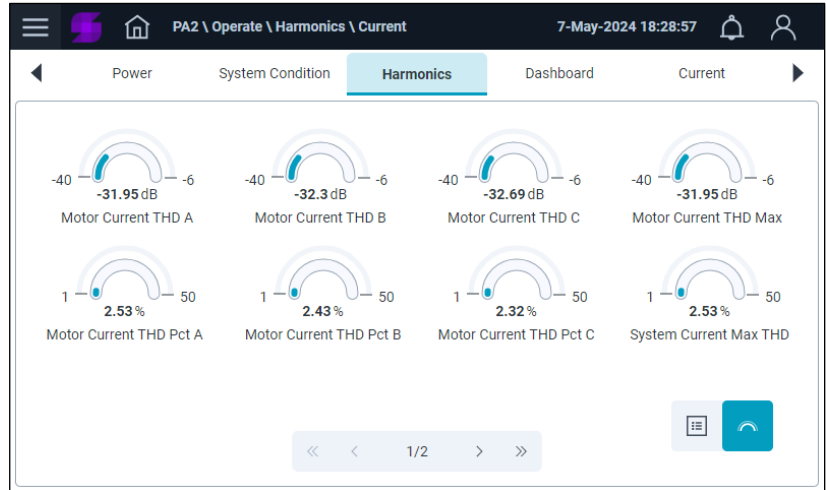 PA2 \ Operate \ Harmonics \ Current 7-May-2024 18:28:57
Power System Condition Harmonics Dashboard Current
-40 -6 -40 -6 -40 -6 -40 -6
-31.95 dB -32.3 dB -32.69 dB -31.95 dB
Motor Current THD A Motor Current THD B Motor Current THD C Motor Current THD Max
1 50 1 50 1 50 1 50
2.53 % 2.43 % 2.32 % 2.53 %
Motor Current THD Pct A Motor Current THD Pct B Motor Current THD Pct C System Current Max THD
1/2